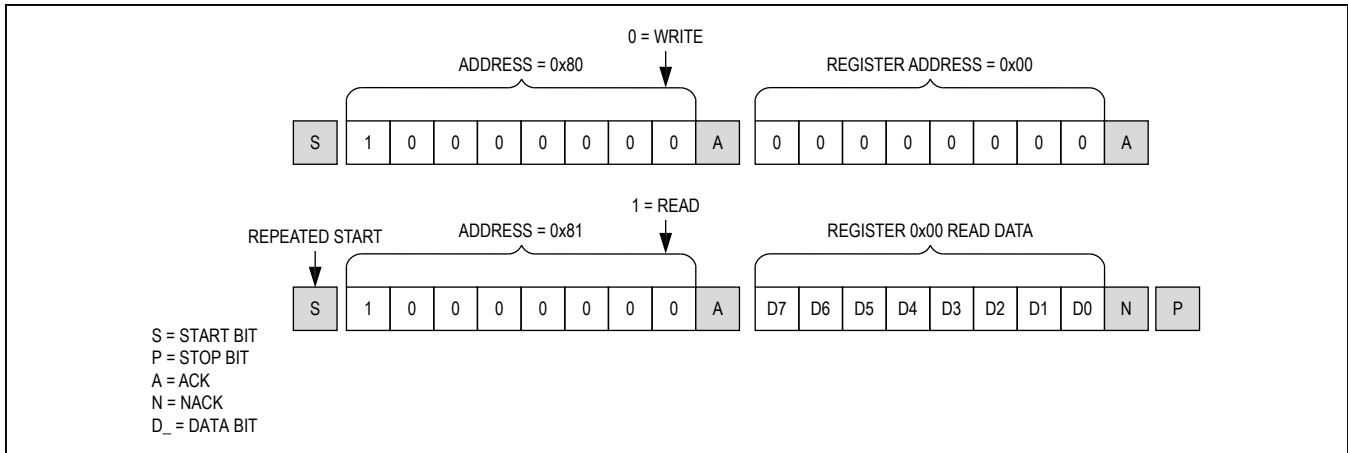 0 = WRITE
ADDRESS = 0x80 REGISTER ADDRESS = 0x00
S 1 0 0 0 0 0 0 0 A 0 0 0 0 0 0 0 0 A
1 = READ
REPEATED START ADDRESS = 0x81 REGISTER 0x00 READ DATA
S 1 0 0 0 0 0 0 0 A D7 D6 D5 D4 D3 D2 D1 D0 N P
S = START BIT
P = STOP BIT
A = ACK
N = NACK
D_ = DATA BIT